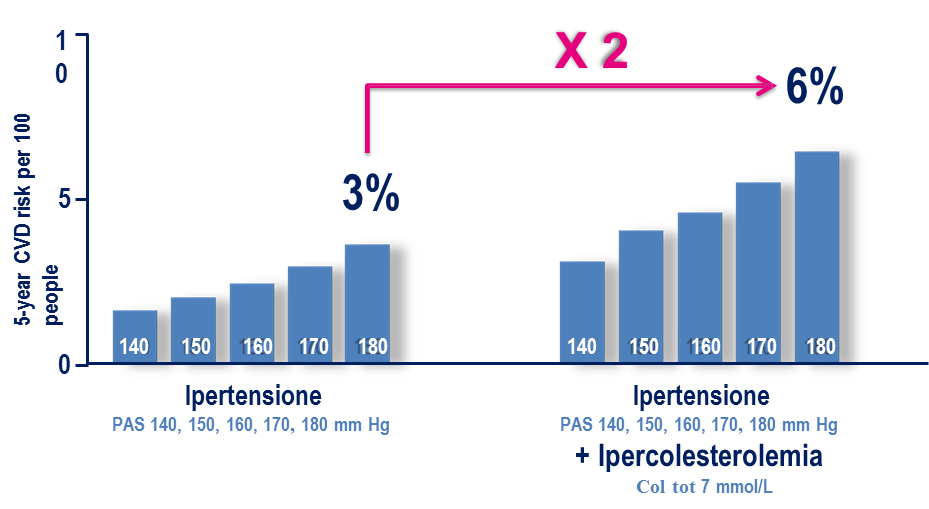 1
0
X 2
6%
5-year CVD risk per 100
people
5
3%
0
140 150 160 170 180
140 150 160 170 180
Ipertensione
PAS 140, 150, 160, 170, 180 mm Hg
Ipertensione
PAS 140, 150, 160, 170, 180 mm Hg
+ Ipercolesterolemia
Col tot 7 mmol/L